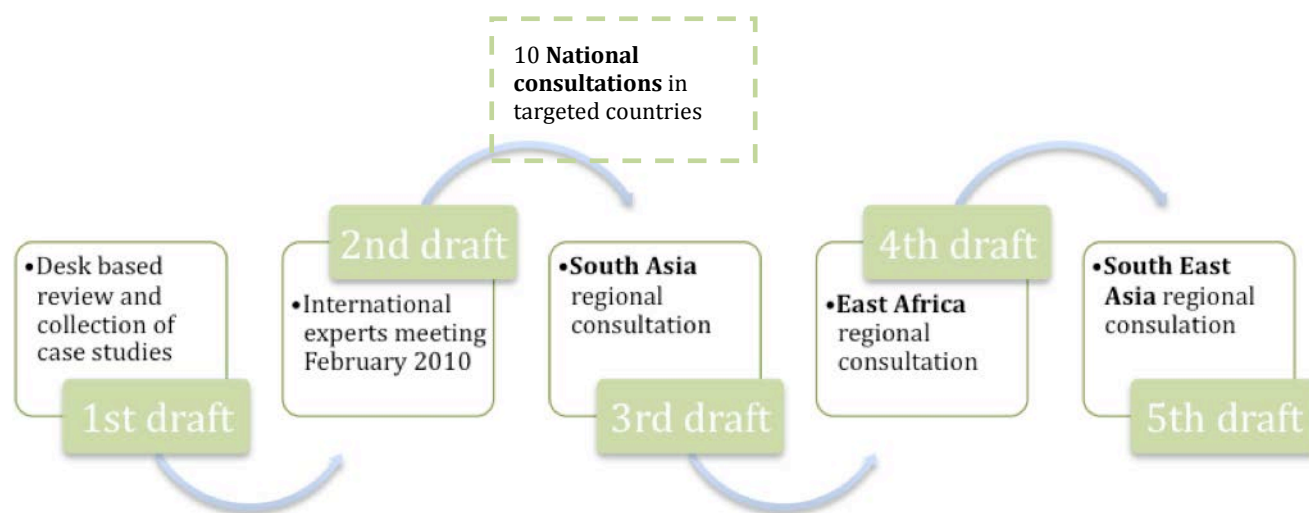 10 National
consultations in
targeted countries
•Desk based
review and
collection of
case studies
1st draft
2nd draft
•International
experts meeting
February 2010
•South Asia
regional
consultation
3rd draft
4th draft
•East Africa
regional
consultation
•South East
Asia regional
consulation
5th draft